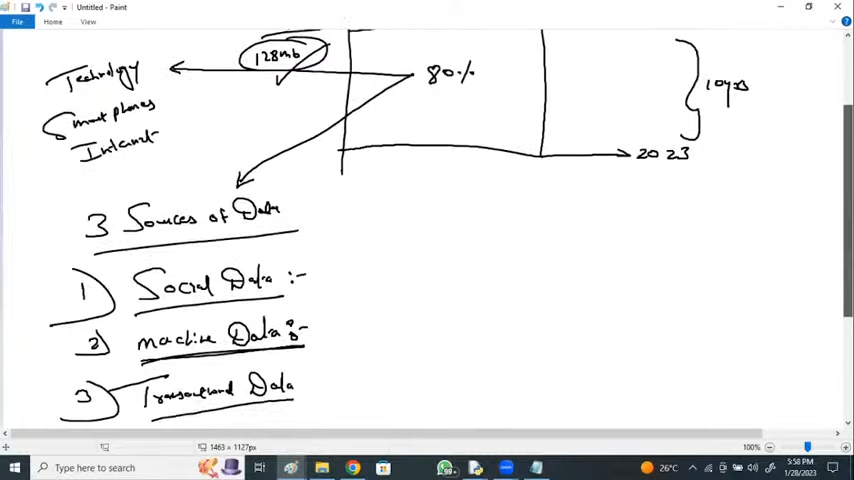 Untitled - Paint
File Home View
128mb
Technology
80%
10yrs
Smart phones
Internet
2023
3 Sources of Data
1) Social Data :-
2) machine Data :-
3) Transactional Data
1463 × 1127px
100%
Type here to search
99+
26°C
5:58 PM
1/28/2023